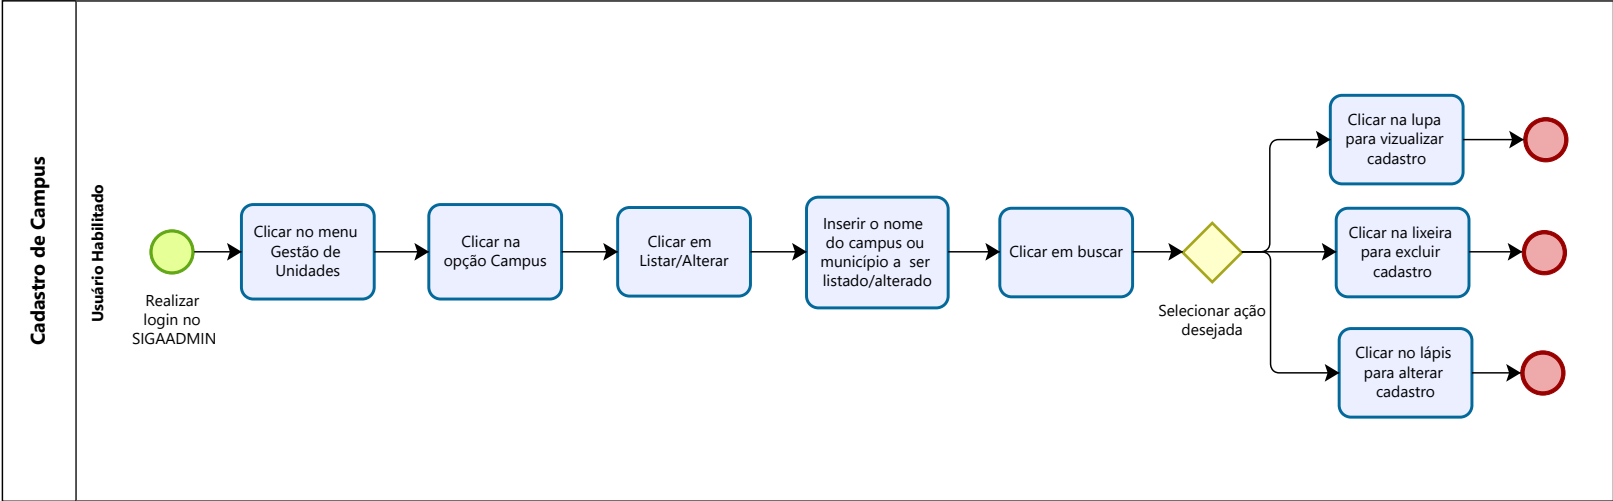 Cadastro de Campus
Usuário Habilitado
Realizar
login no
SIGAADMIN
Clicar no menu
Gestão de
Unidades
Clicar na
opção Campus
Clicar em
Listar/Alterar
Inserir o nome
do campus ou
município a  ser
listado/alterado
Clicar em buscar
Selecionar ação
desejada
Clicar na lupa
para vizualizar
cadastro
Clicar na lixeira
para excluir
cadastro
Clicar no lápis
para alterar
cadastro